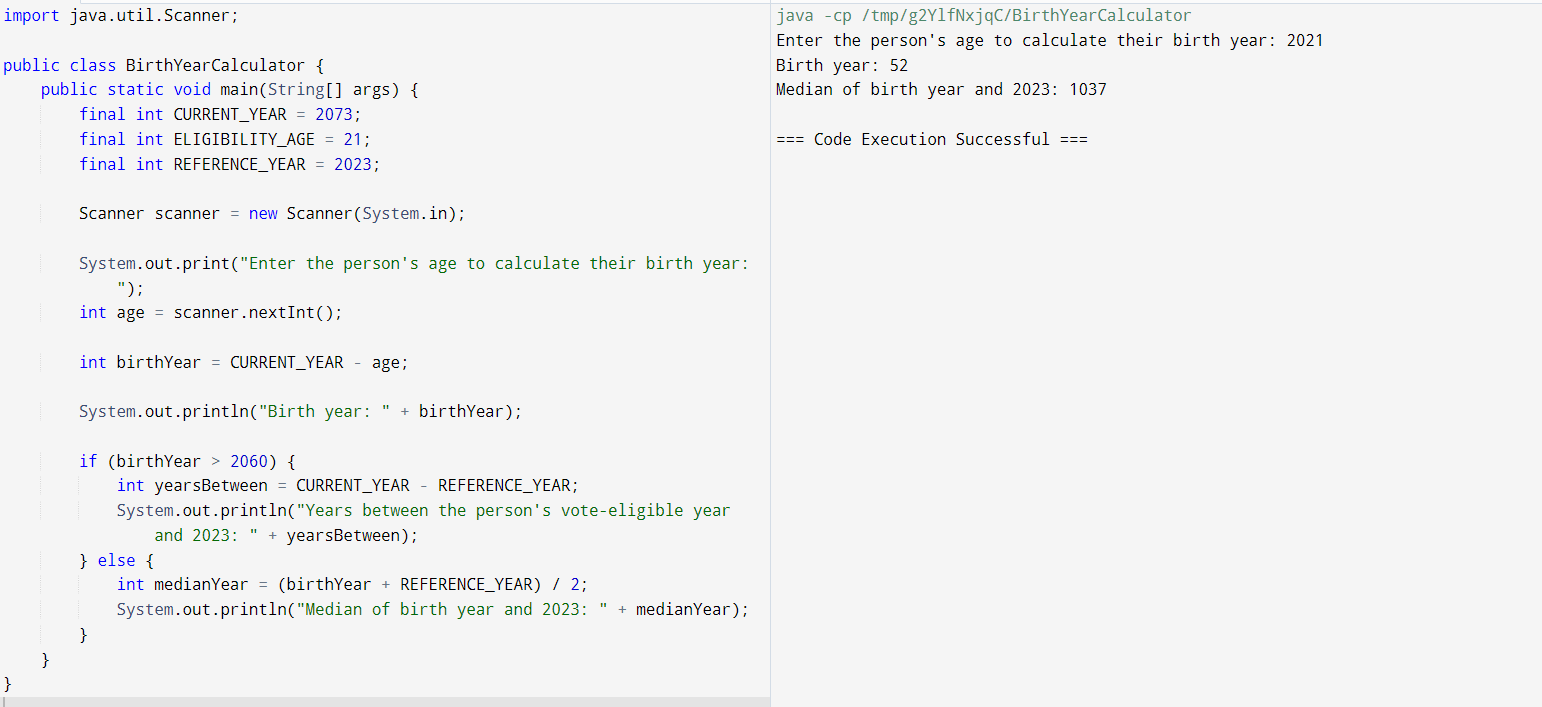 import java.util.Scanner;
public class BirthYearCalculator {
public static void main(String[] args) {
final int CURRENT_YEAR = 2073;
final int ELIGIBILITY_AGE = 21;
final int REFERENCE_YEAR = 2023;
Scanner scanner = new Scanner(System.in);
System.out.print("Enter the person's age to calculate their birth year:
");
int age = scanner.nextInt();
int birthYear = CURRENT_YEAR - age;
System.out.println("Birth year: " + birthYear);
if (birthYear > 2060) {
int yearsBetween = CURRENT_YEAR - REFERENCE_YEAR;
System.out.println("Years between the person's vote-eligible year
and 2023: " + yearsBetween);
} else {
int medianYear = (birthYear + REFERENCE_YEAR) / 2;
System.out.println("Median of birth year and 2023: " + medianYear);
}
}
}
java -cp /tmp/g2YlfNxjqC/BirthYearCalculator
Enter the person's age to calculate their birth year: 2021
Birth year: 52
Median of birth year and 2023: 1037
=== Code Execution Successful ===